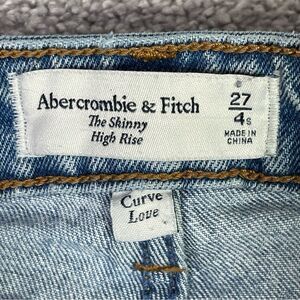 Abercrombie & Fitch
The Skinny
High Rise
27
4s
MADE IN
CHINA
Curve
Love